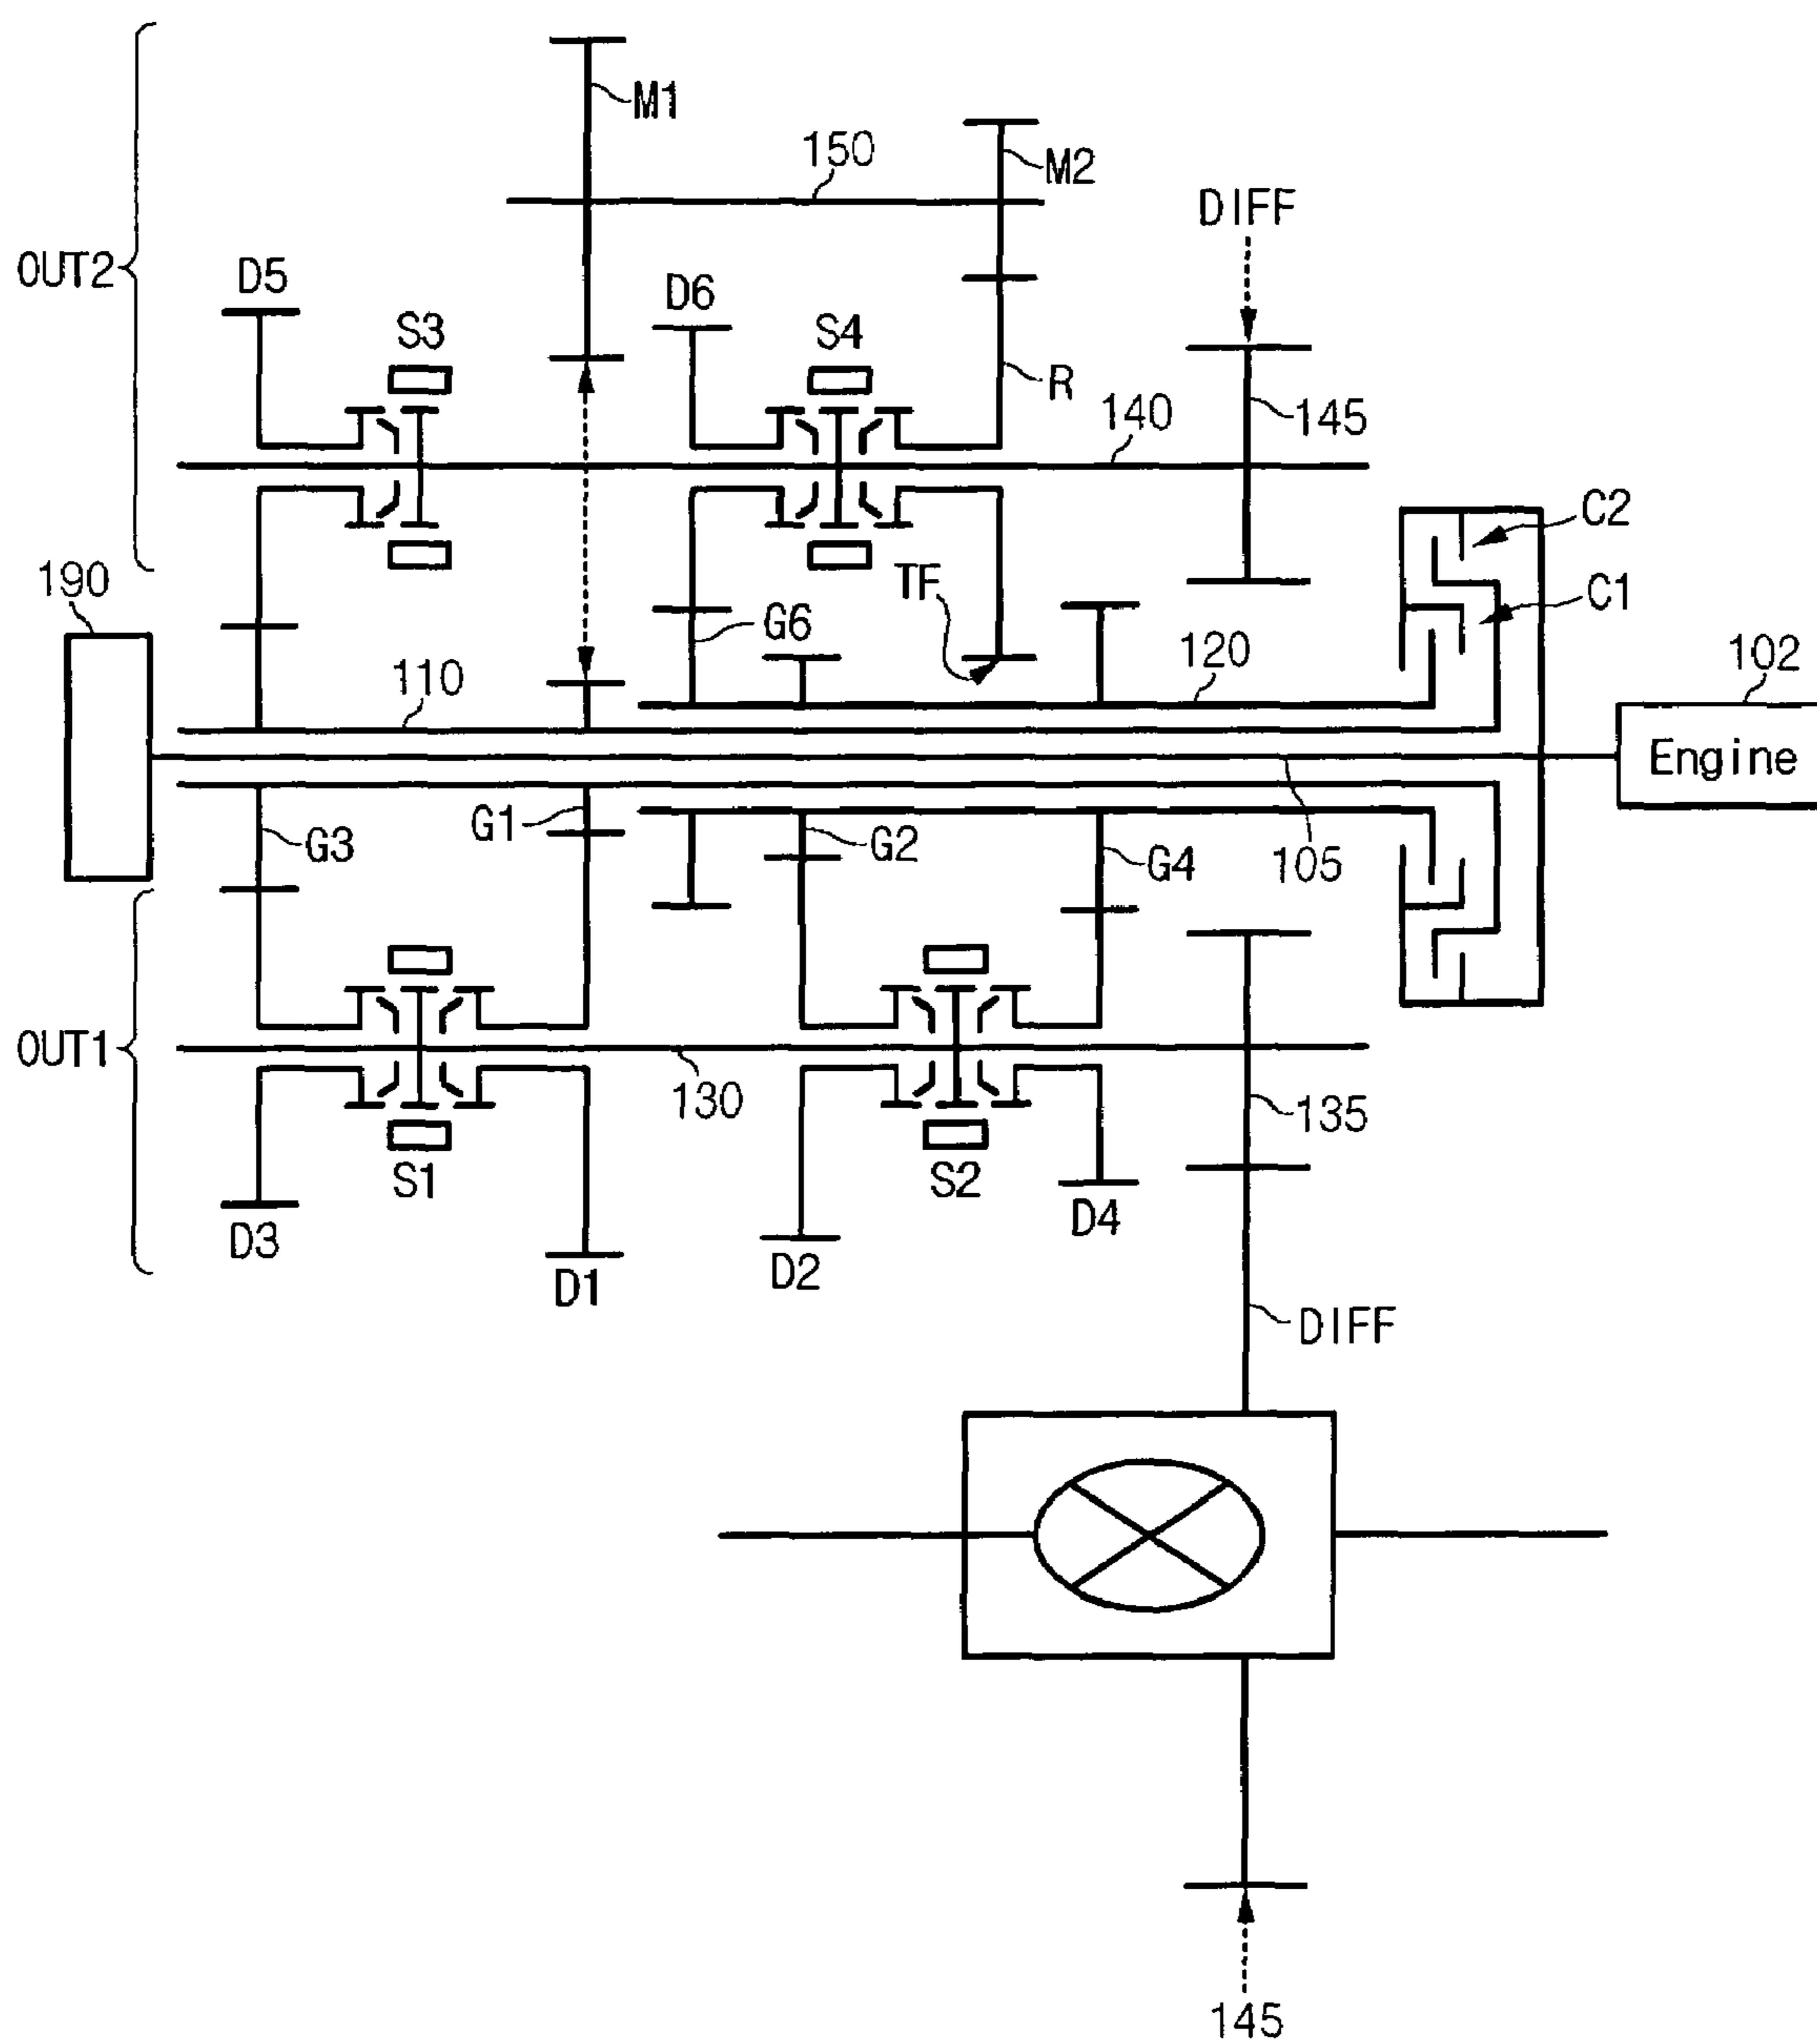 M1
150
M2
DIFF
OUT2
D5
D6
S3
S4
R
140
145
C2
190
TF
C1
G6
120
102
110
Engine
G1
G3
G2
G4
105
OUT1
130
135
S1
S2
D4
D3
D2
D1
DIFF
145